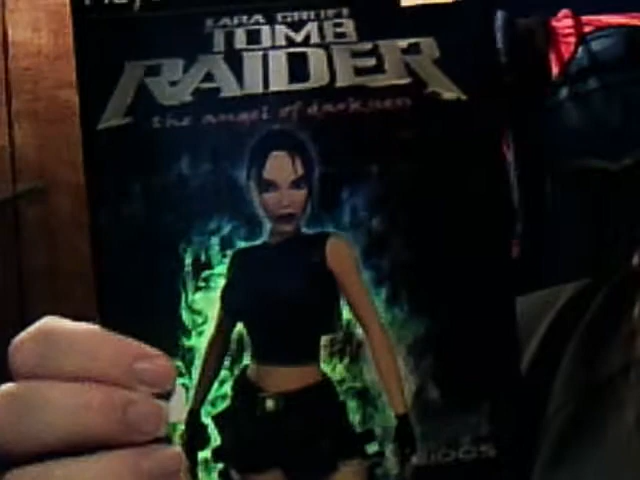 LARA CROFT
TOMB
RAIDER
the angel of darkness
EIDOS